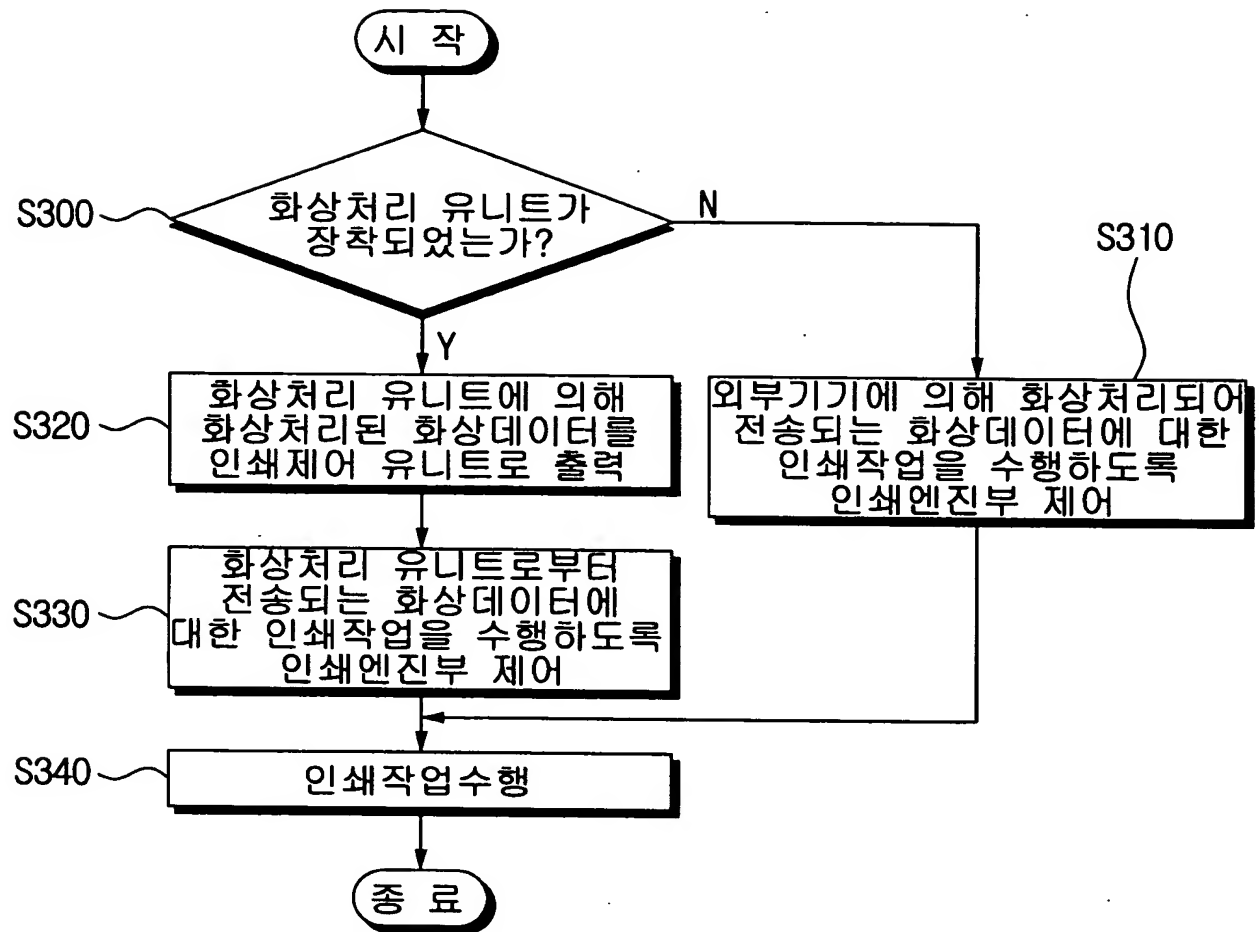 시 작
S300
화상처리 유니트가
장착되었는가?
N
S310
Y
S320
화상처리 유니트에 의해
화상처리된 화상데이터를
인쇄제어 유니트로 출력
외부기기에 의해 화상처리되어
전송되는 화상데이터에 대한
인쇄작업을 수행하도록
인쇄엔진부 제어
S330
화상처리 유니트로부터
전송되는 화상데이터에
대한 인쇄작업을 수행하도록
인쇄엔진부 제어
S340
인쇄작업수행
종 료